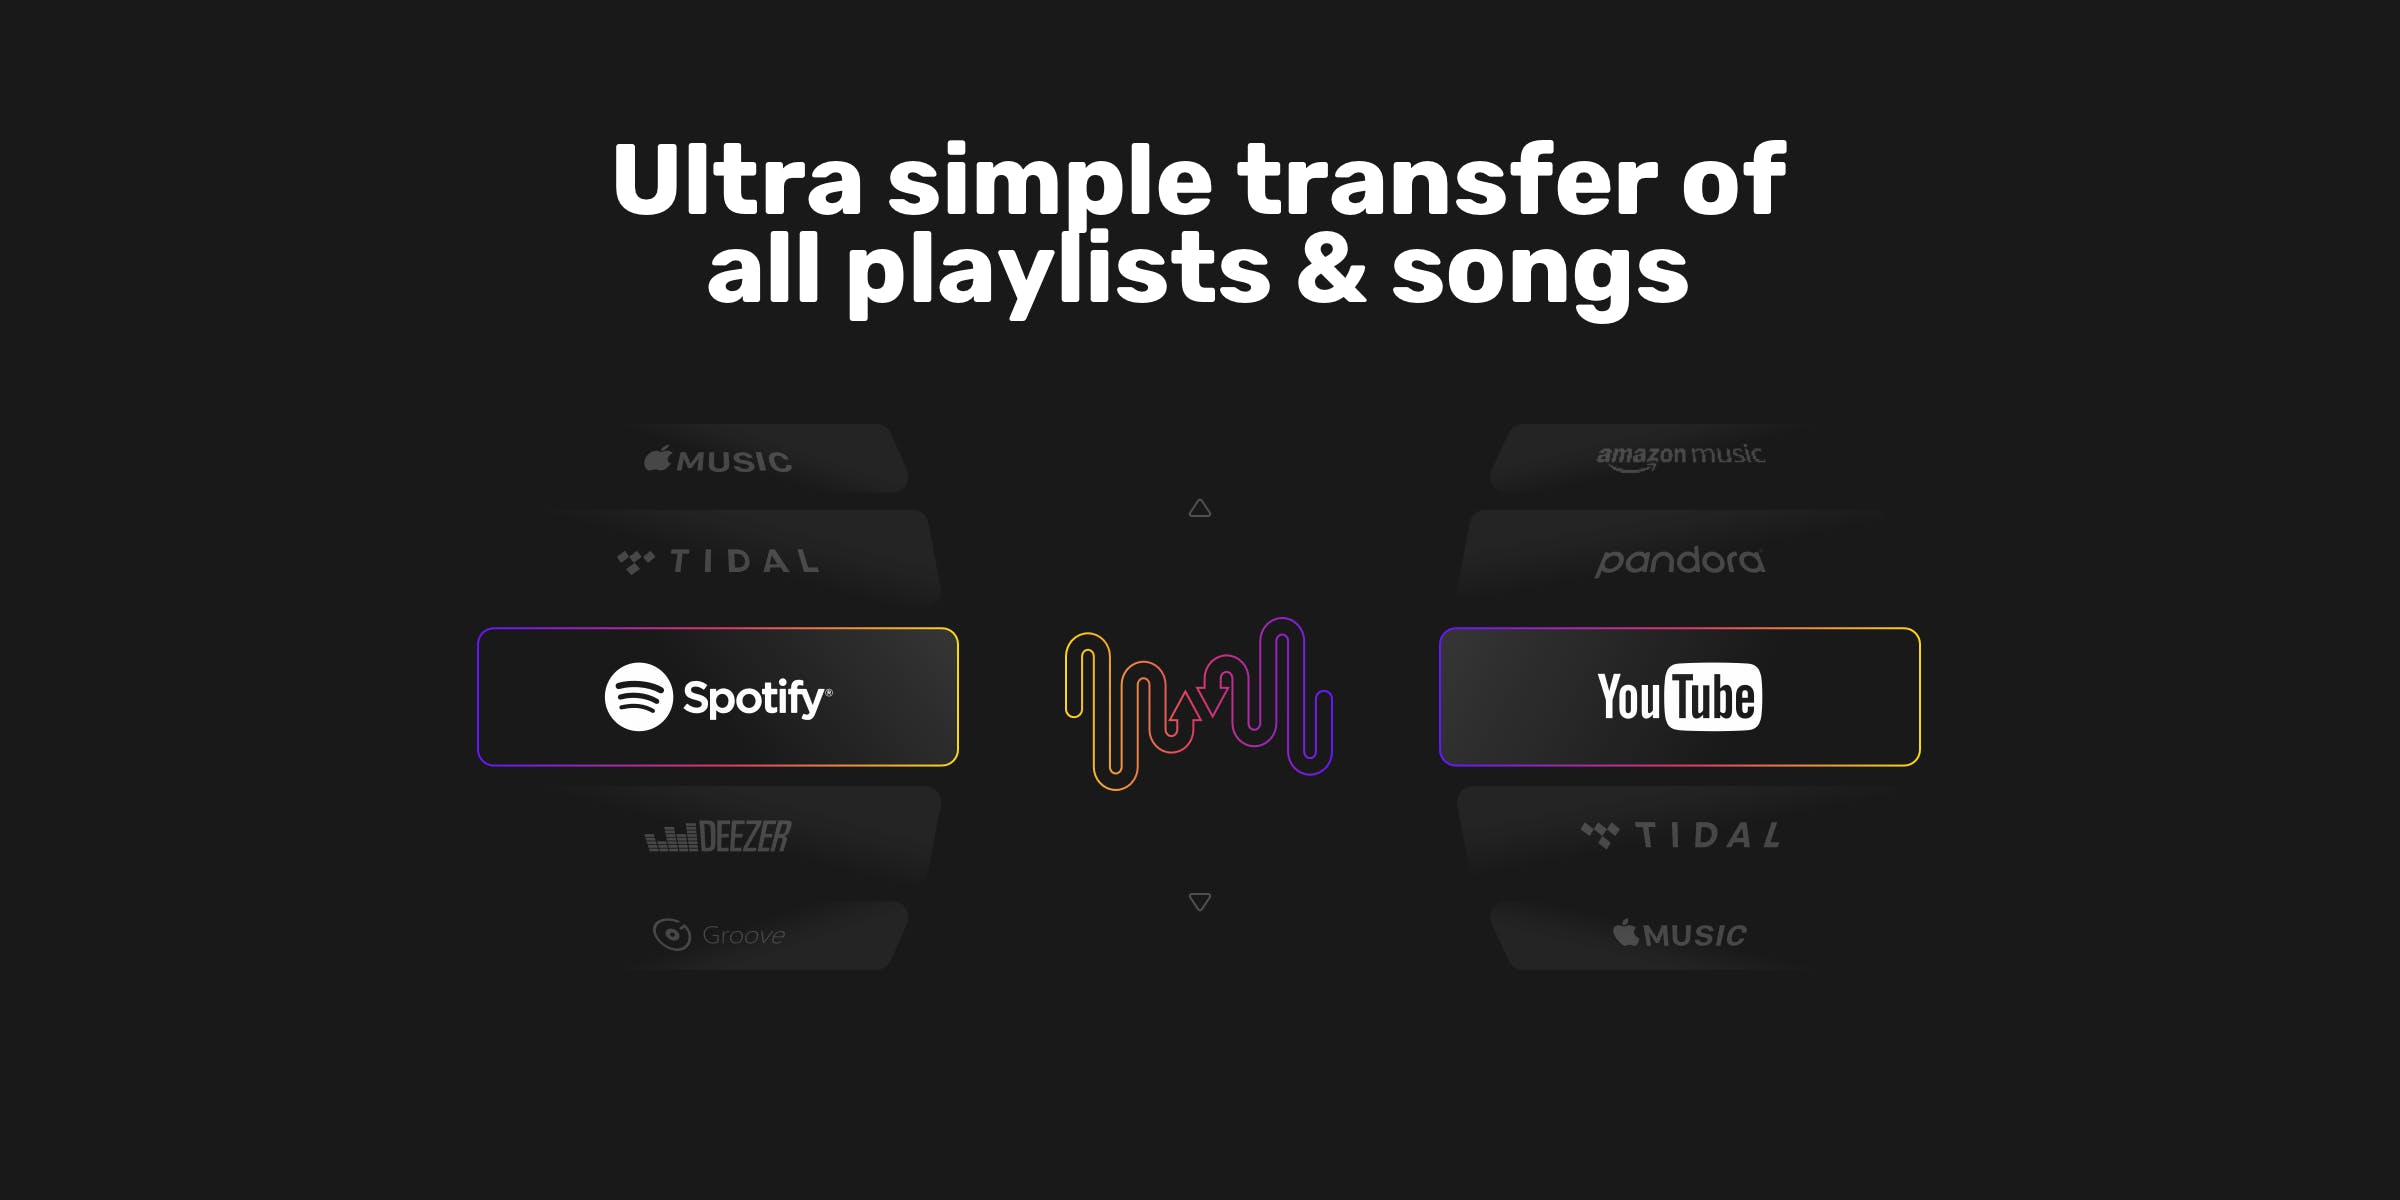 Ultra simple transfer of
all playlists & songs
MUSIC
amazon music
TIDAL
pandora
Spotify®
YouTube
DEEZER
TIDAL
Groove
MUSIC